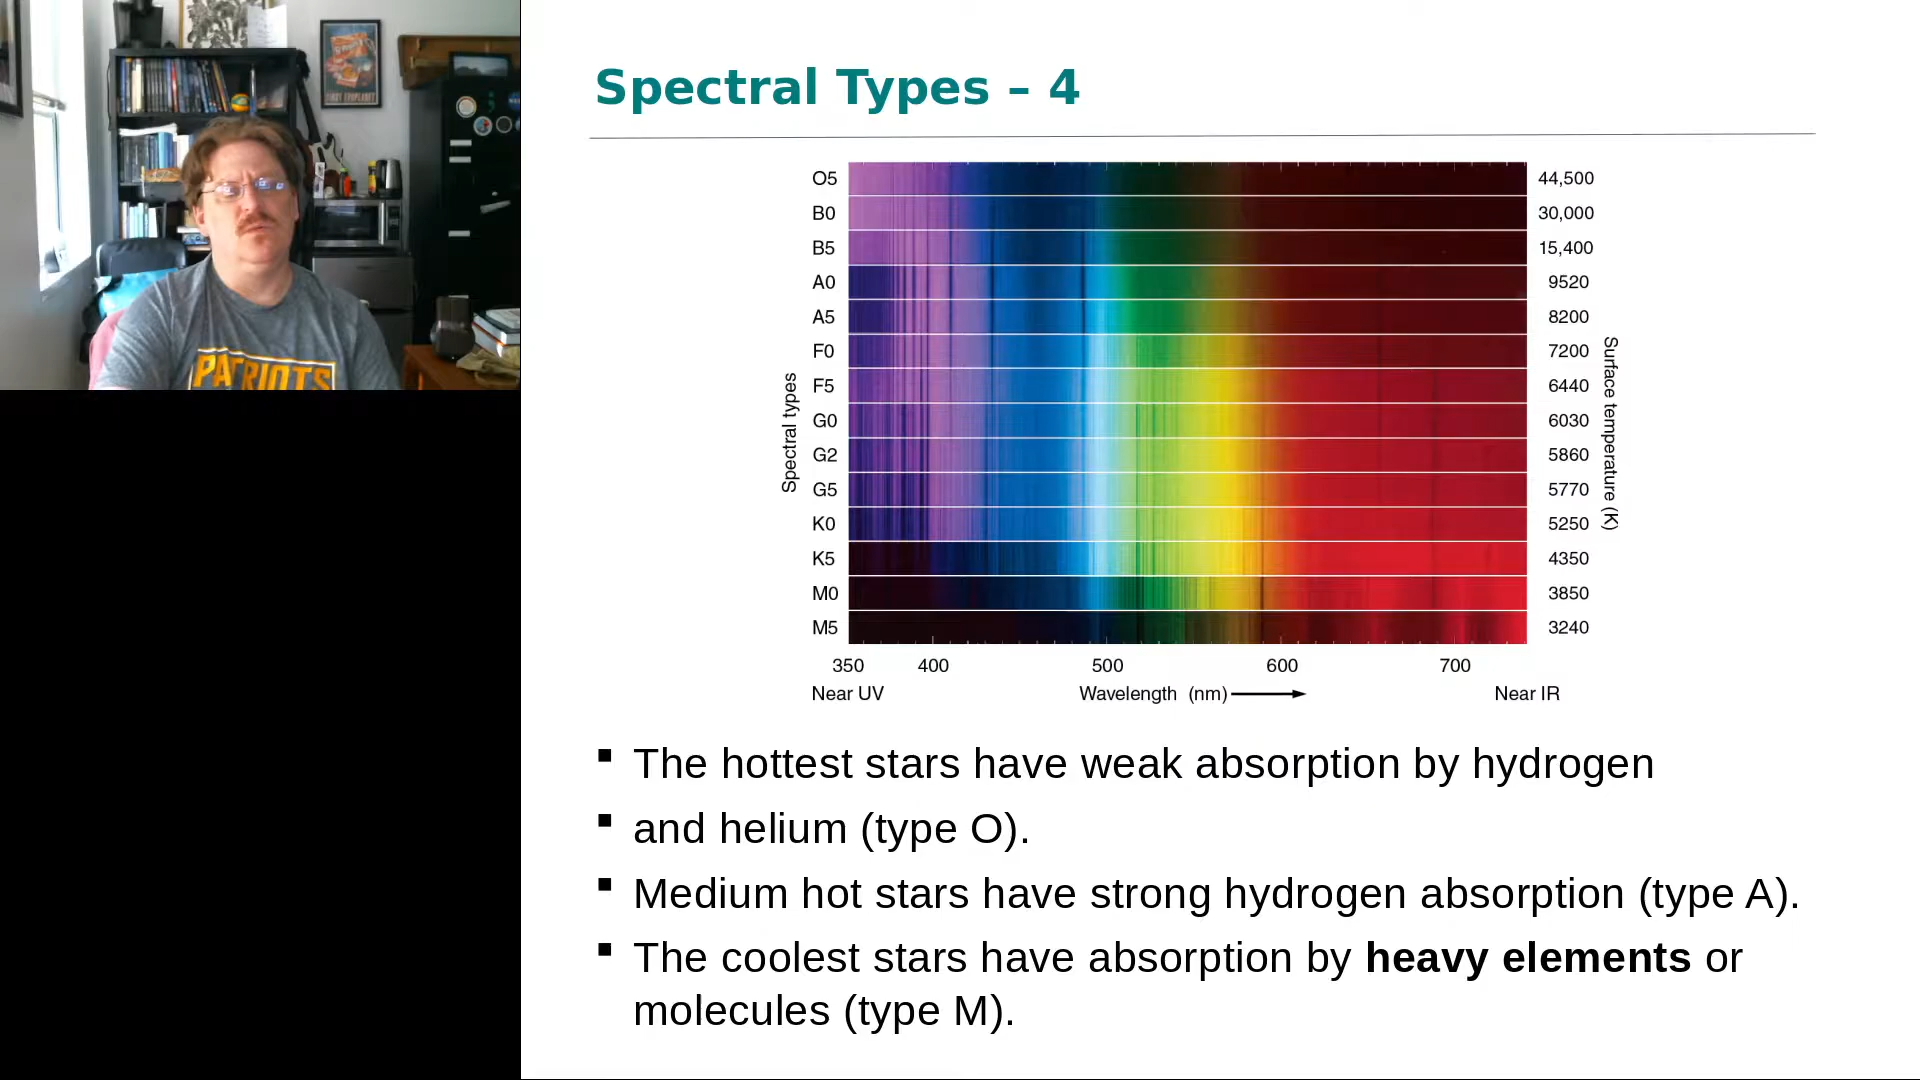 PATRIOTS
Spectral Types – 4
O5 44,500
B0 30,000
B5 15,400
A0 9520
A5 8200
F0 7200
F5 6440
G0 6030
G2 5860
G5 5770
K0 5250
K5 4350
M0 3850
M5 3240
Spectral types
Surface temperature (K)
350 400 500 600 700
Near UV Wavelength (nm) Near IR
▪ The hottest stars have weak absorption by hydrogen
▪ and helium (type O).
▪ Medium hot stars have strong hydrogen absorption (type A).
▪ The coolest stars have absorption by heavy elements or
molecules (type M).